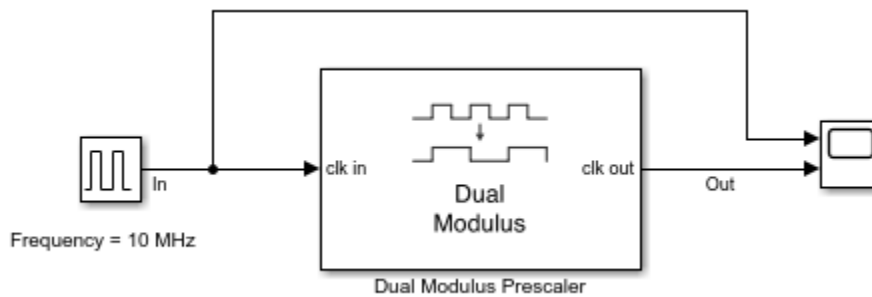 clk in
clk out
In
Out
Dual
Modulus
Frequency = 10 MHz
Dual Modulus Prescaler